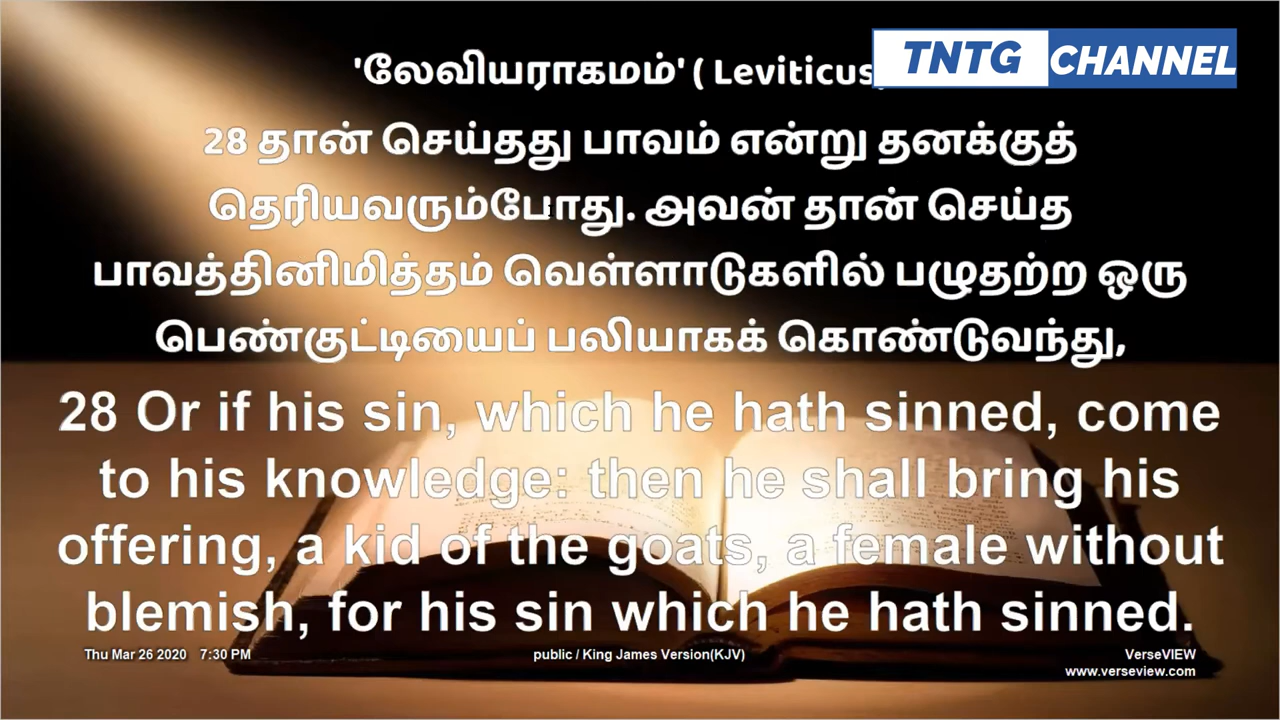 'லேவியராகமம்' ( Leviticus
TNTG CHANNEL
28 தான் செய்தது பாவம் என்று தனக்குத்
தெரியவரும்போது. அவன் தான் செய்த
பாவத்தினிமித்தம் வெள்ளாடுகளில் பழுதற்ற ஒரு
பெண்குட்டியைப் பலியாகக் கொண்டுவந்து,
28 Or if his sin, which he hath sinned, come
to his knowledge: then he shall bring his
offering, a kid of the goats, a female without
blemish, for his sin which he hath sinned.
Thu Mar 26 2020 7:30 PM
public / King James Version(KJV)
VerseVIEW
www.verseview.com